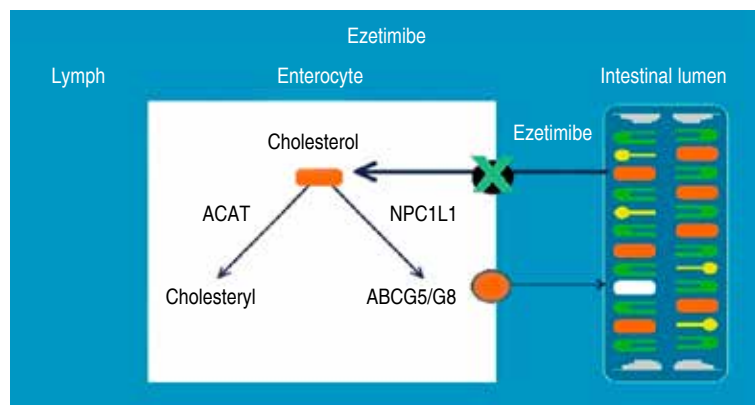 Ezetimibe
Lymph
Enterocyte
Intestinal lumen
Ezetimibe
Cholesterol
ACAT
NPC1L1
Cholesteryl
ABCG5/G8